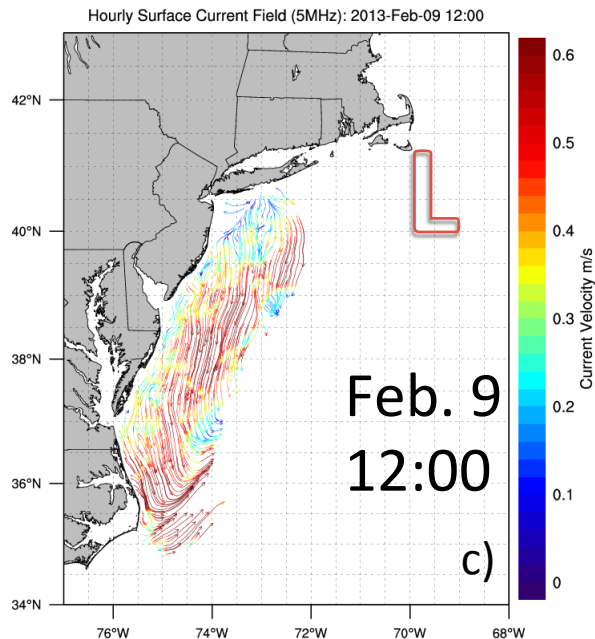 Hourly Surface Current Field (5MHz): 2013-Feb-09 12:00
42°N
40°N
38°N
36°N
34°N
76°W
74°W
72°W
70°W
68°W
L
Feb. 9
12:00
c)
0.6
0.5
0.4
0.3
0.2
0.1
0
Current Velocity m/s